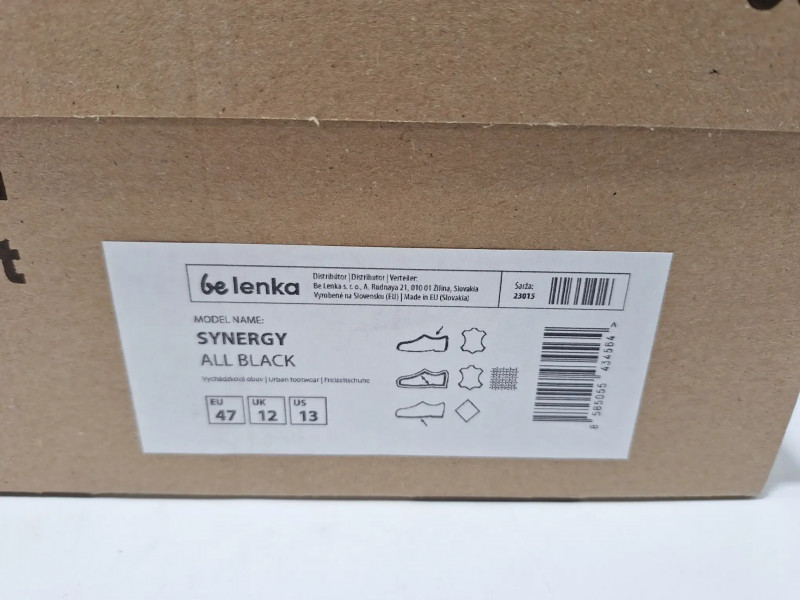 t
be lenka
Distribútor | Distributor | Verteiler:
Be Lenka s. r. o., A. Rudnaya 21, 010 01 Žilina, Slovakia
Vyrobené na Slovensku (EU) | Made in EU (Slovakia)
Šarža:
23015
MODEL NAME:
SYNERGY
ALL BLACK
Vychádzková obuv | Urban footwear | Freizeitschuhe
EU UK US
47 12 13
8 585055 434564 >